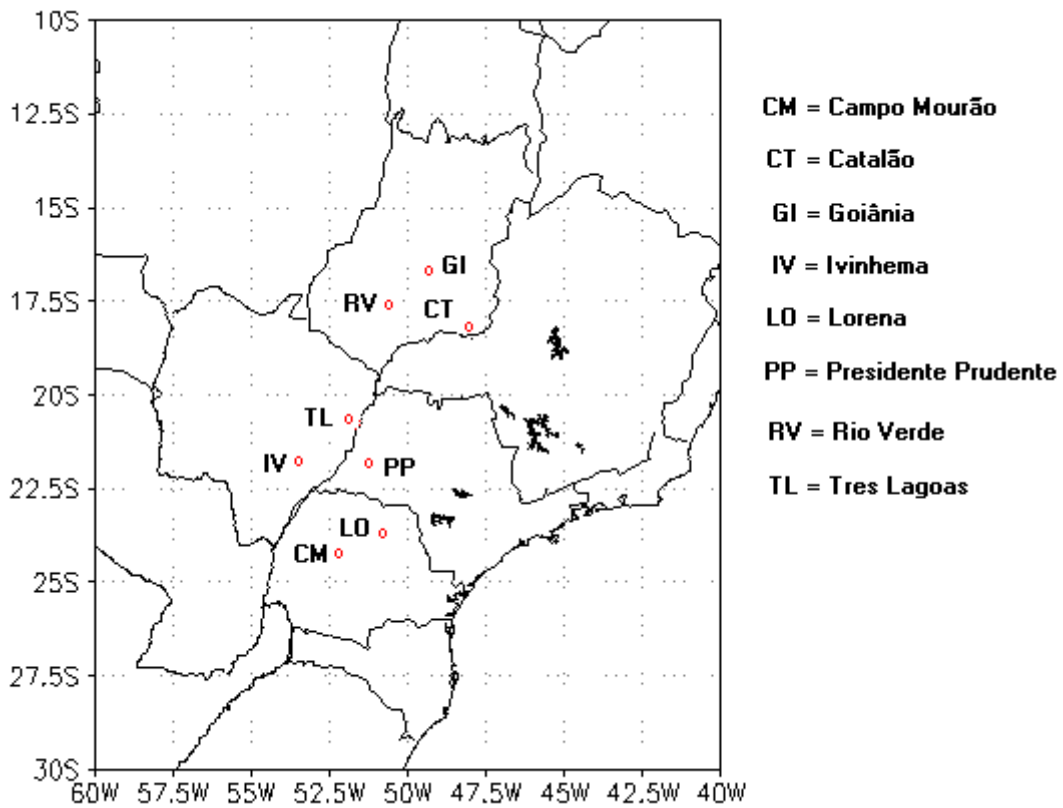 10S
12.5S
CM = Campo Mourão
CT = Catalão
15S
GI = Goiânia
GI
IV = Ivinhema
17.5S
RV
CT
LO = Lorena
PP = Presidente Prudente
20S
TL
RV = Rio Verde
IV
PP
22.5S
TL = Tres Lagoas
LO
CM
25S
27.5S
30S
60W 57.5W 55W 52.5W 50W 47.5W 45W 42.5W 40W